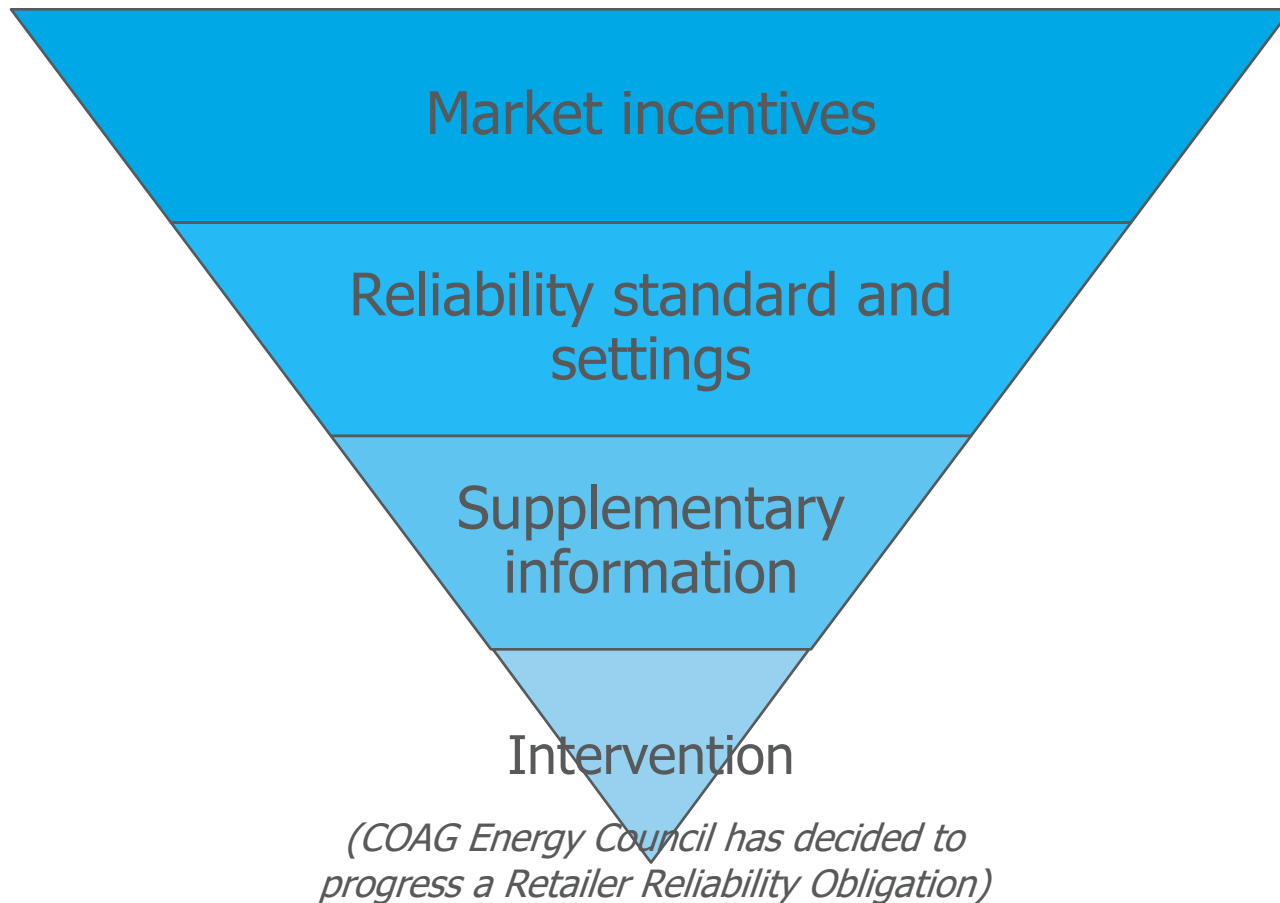 Market incentives
Reliability standard and
settings
Supplementary
information
Intervention
(COAG Energy Council has decided to
progress a Retailer Reliability Obligation)